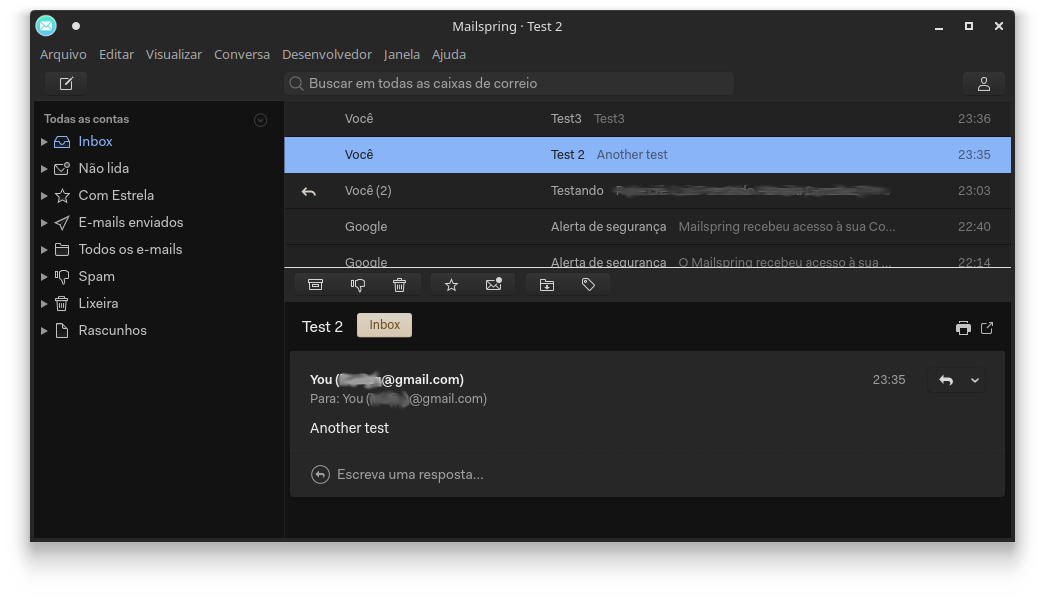 Mailspring · Test 2
Arquivo Editar Visualizar Conversa Desenvolvedor Janela Ajuda
Buscar em todas as caixas de correio
Todas as contas
Inbox
Não lida
Com Estrela
E-mails enviados
Todos os e-mails
Spam
Lixeira
Rascunhos
Você Test3 Test3 23:36
Você Test 2 Another test 23:35
Você (2) Testando 23:03
Google Alerta de segurança Mailspring recebeu acesso à sua Co... 22:40
Google Alerta de segurança O Mailspring recebeu acesso à sua ... 22:14
Test 2 Inbox
You ( @gmail.com) 23:35
Para: You ( @gmail.com)
Another test
Escreva uma resposta...